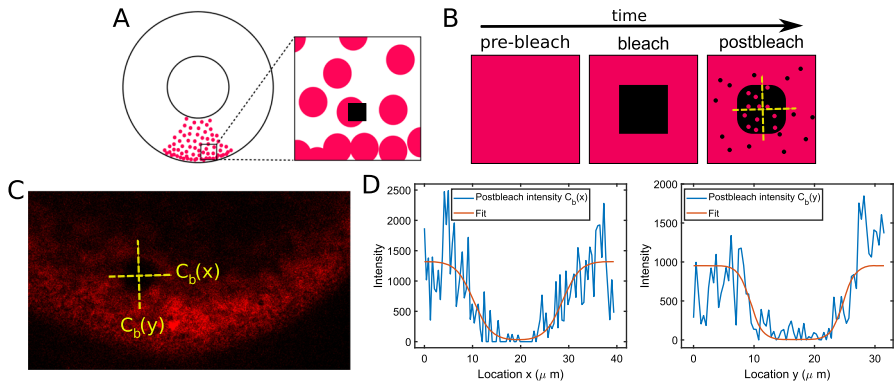 A
B
time
pre-bleach
bleach
postbleach
C
C_b(x)
C_b(y)
D
2500
2000
1500
1000
500
0
Intensity
Postbleach intensity C_b(x)
Fit
0
10
20
30
40
Location x (μ m)
2000
1500
1000
500
0
Intensity
Postbleach intensity C_b(y)
Fit
0
10
20
30
Location y (μ m)